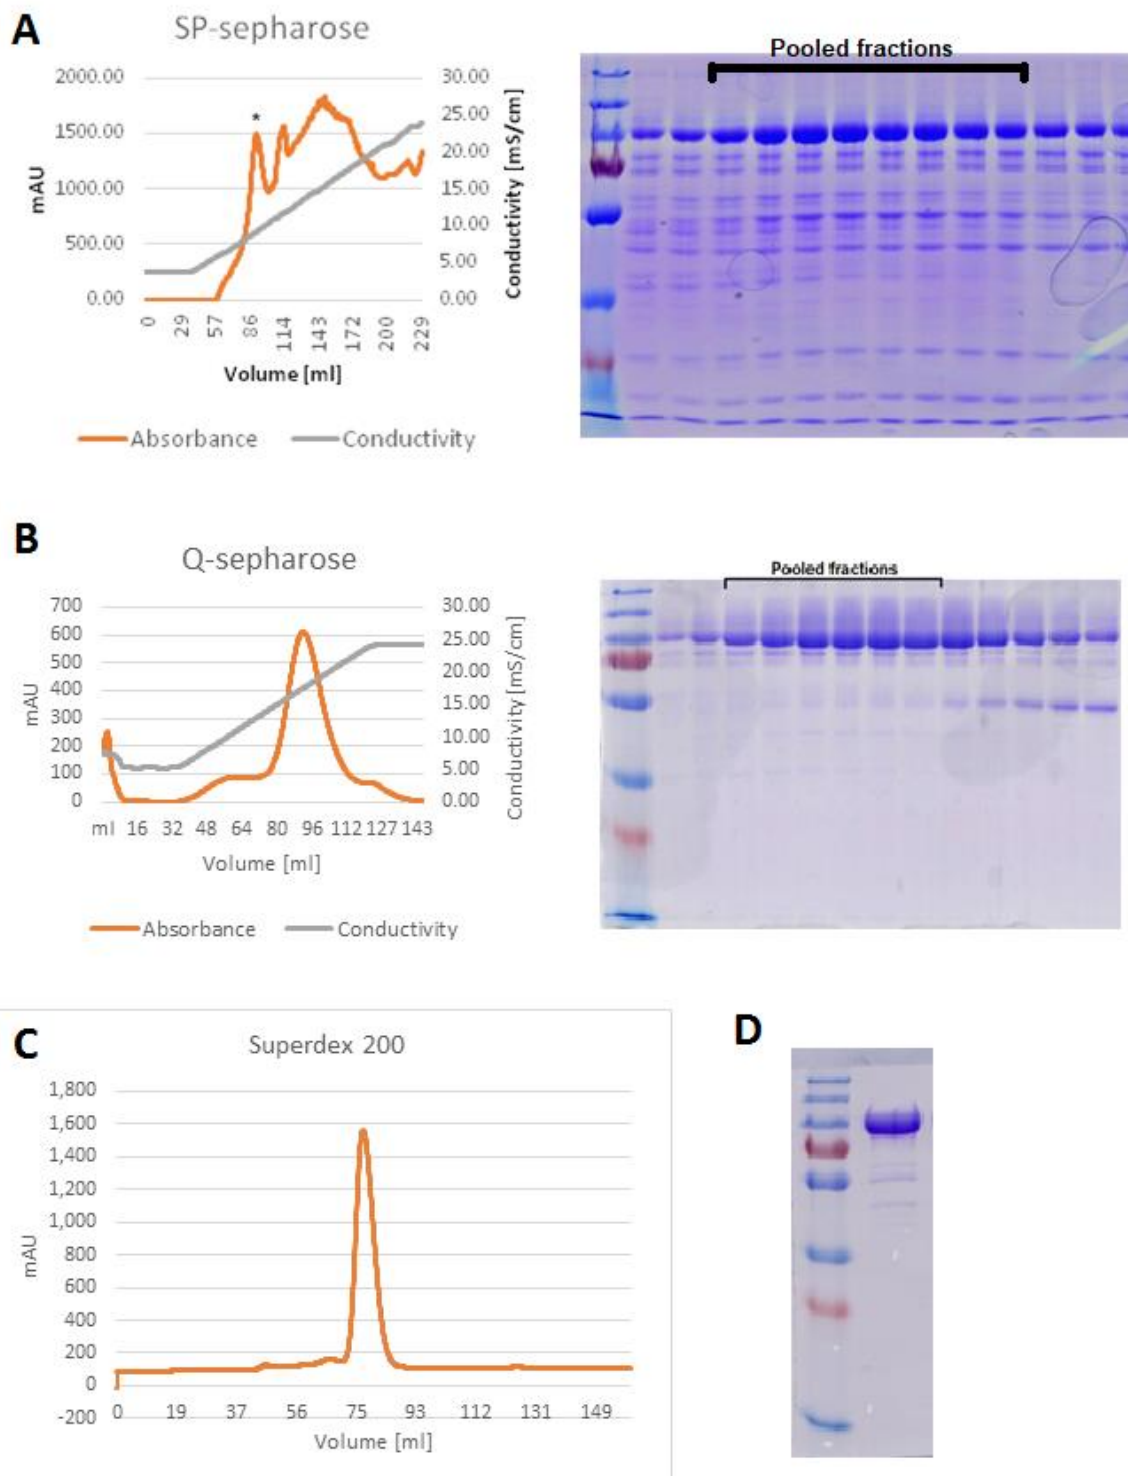 A
SP-sepharose
2000.00
1500.00
1000.00
500.00
0.00
mAU
*
30.00
25.00
20.00
15.00
10.00
5.00
0.00
Conductivity [mS/cm]
0 29 57 86 114 143 172 200 229
Volume [ml]
Absorbance Conductivity
Pooled fractions
B
Q-sepharose
700
600
500
400
300
200
100
0
mAU
30.00
25.00
20.00
15.00
10.00
5.00
0.00
Conductivity [mS/cm]
ml 16 32 48 64 80 96 112 127 143
Volume [ml]
Absorbance Conductivity
Pooled fractions
C
Superdex 200
1,800
1,600
1,400
1,200
1,000
800
600
400
200
0
-200
mAU
0 19 37 56 75 93 112 131 149
Volume [ml]
D